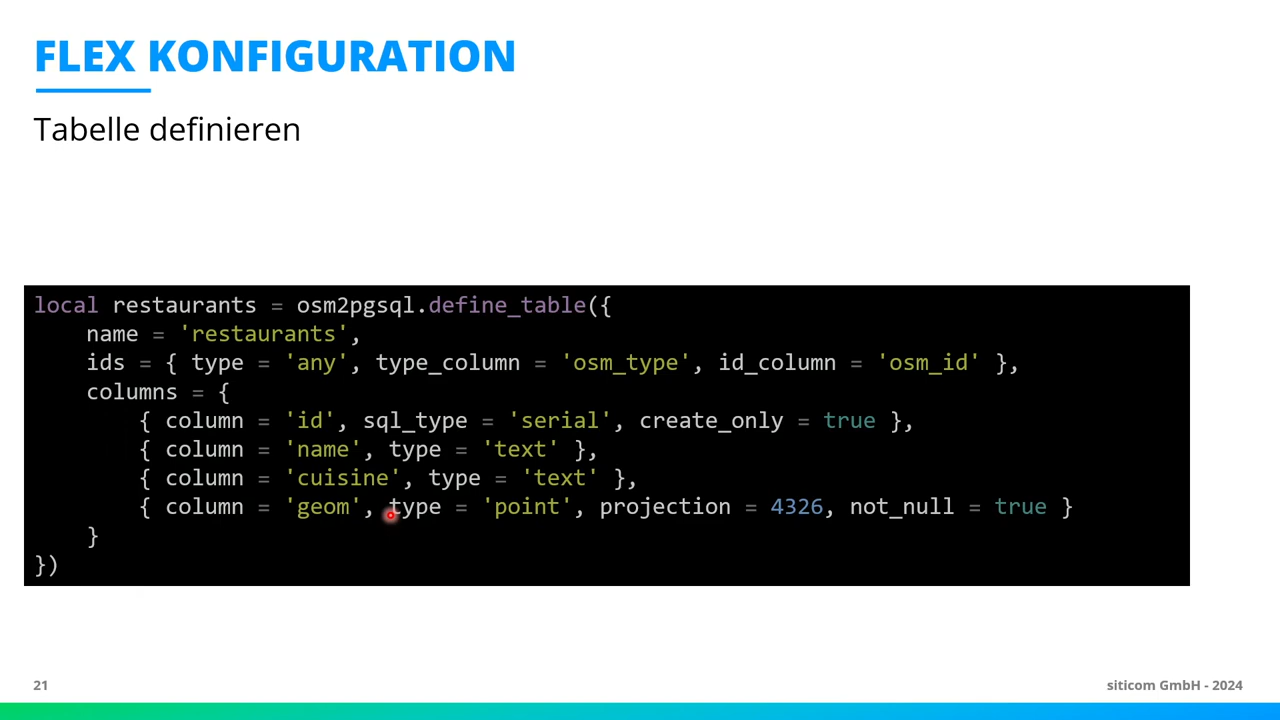 FLEX KONFIGURATION
Tabelle definieren
local restaurants = osm2pgsql.define_table({
    name = 'restaurants',
    ids = { type = 'any', type_column = 'osm_type', id_column = 'osm_id' },
    columns = {
        { column = 'id', sql_type = 'serial', create_only = true },
        { column = 'name', type = 'text' },
        { column = 'cuisine', type = 'text' },
        { column = 'geom', type = 'point', projection = 4326, not_null = true }
    }
})
21
siticom GmbH - 2024